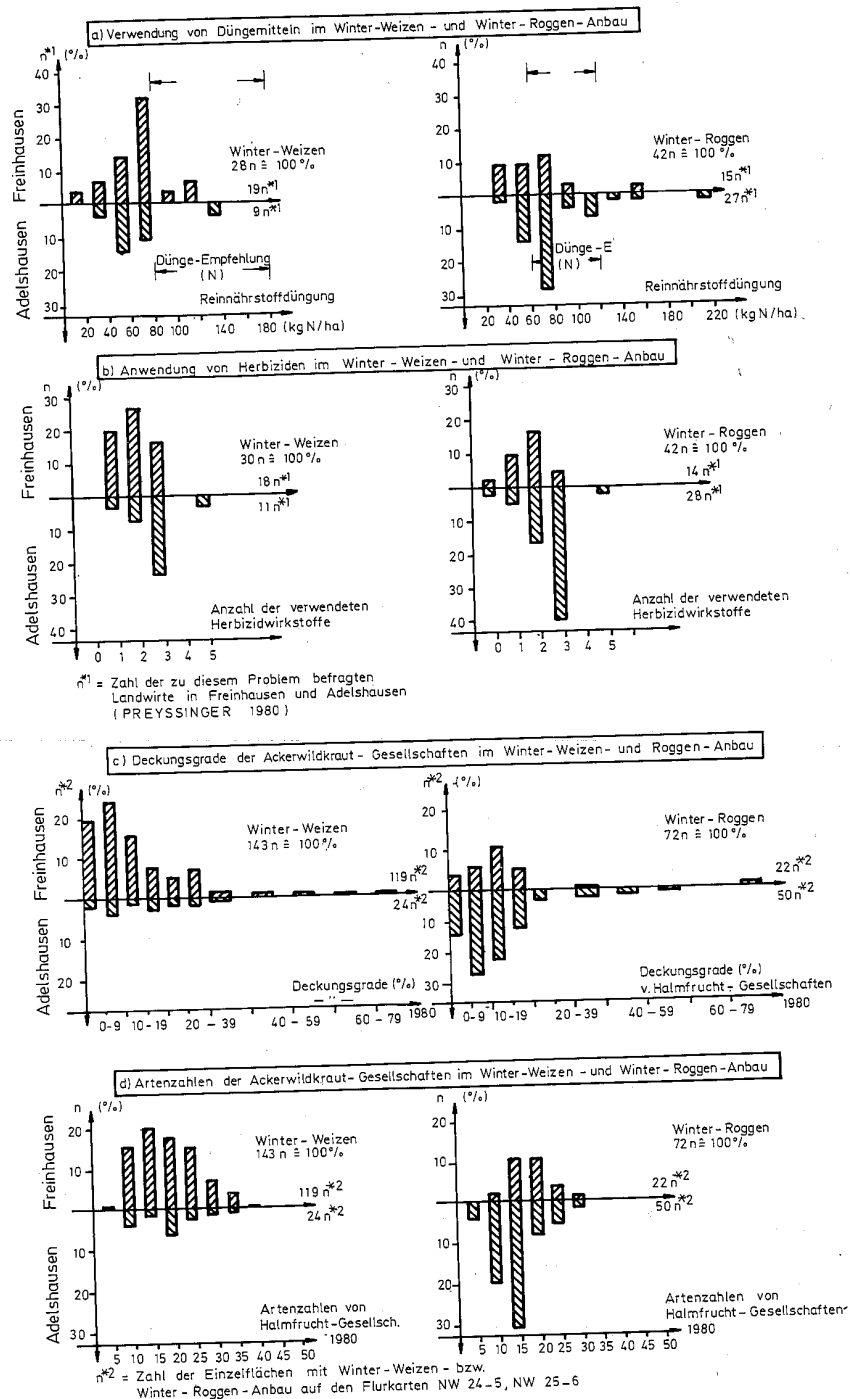 a) Verwendung von Düngemitteln im Winter-Weizen - und Winter-Roggen-Anbau
n*1 (%)
40
30
20
10
10
20
30
Freinhausen
Adelshausen
Winter-Weizen
28n ≙ 100%
19n*1
9n*1
Dünge-Empfehlung
(N)
Reinnährstoffdüngung
20 40 60 80 100 140 180 (kg N/ha)
n (%)
40
30
20
10
10
20
30
Winter-Roggen
42n ≙ 100%
15n*1
27n*1
Dünge-E
(N)
Reinnährstoffdüngung
20 40 60 80 100 140 180 220 (kg N/ha)
b) Anwendung von Herbiziden im Winter-Weizen-und Winter-Roggen-Anbau
n (%)
30
20
10
10
20
30
40
Freinhausen
Adelshausen
Winter-Weizen
30n ≙ 100%
18n*1
11n*1
Anzahl der verwendeten
Herbizidwirkstoffe
0 1 2 3 4 5
n (%)
30
20
10
10
20
30
40
Winter-Roggen
42n ≙ 100%
14n*1
28n*1
Anzahl der verwendeten
Herbizidwirkstoffe
0 1 2 3 4 5
n*1 = Zahl der zu diesem Problem befragten
Landwirte in Freinhausen und Adelshausen
(PREYSSINGER 1980)
c) Deckungsgrade der Ackerwildkraut-Gesellschaften im Winter-Weizen-und Roggen-Anbau
n*2 (%)
20
10
10
20
Freinhausen
Adelshausen
Winter-Weizen
143n ≙ 100%
119n*2
24n*2
Deckungsgrade (%)
— " —
0-9 10-19 20-39 40-59 60-79 1980
n*2 (%)
20
10
10
20
30
Winter-Roggen
72n ≙ 100%
22n*2
50n*2
Deckungsgrade (%)
v. Halmfrucht-Gesellschaften
0-9 10-19 20-39 40-59 60-79 1980
d) Artenzahlen der Ackerwildkraut-Gesellschaften im Winter-Weizen-und Winter-Roggen-Anbau
n (%)
20
10
10
20
30
Freinhausen
Adelshausen
Winter-Weizen
143n ≙ 100%
119n*2
24n*2
Artenzahlen von
Halmfrucht-Gesellsch.
1980
5 10 15 20 25 30 35 40 45 50
n (%)
20
10
10
20
30
Winter-Roggen
72n ≙ 100%
22n*2
50n*2
Artenzahlen von
Halmfrucht-Gesellschaften
1980
5 10 15 20 25 30 35 40 45 50
n*2 = Zahl der Einzelflächen mit Winter-Weizen- bzw.
Winter-Roggen-Anbau auf den Flurkarten NW 24-5, NW 25-6